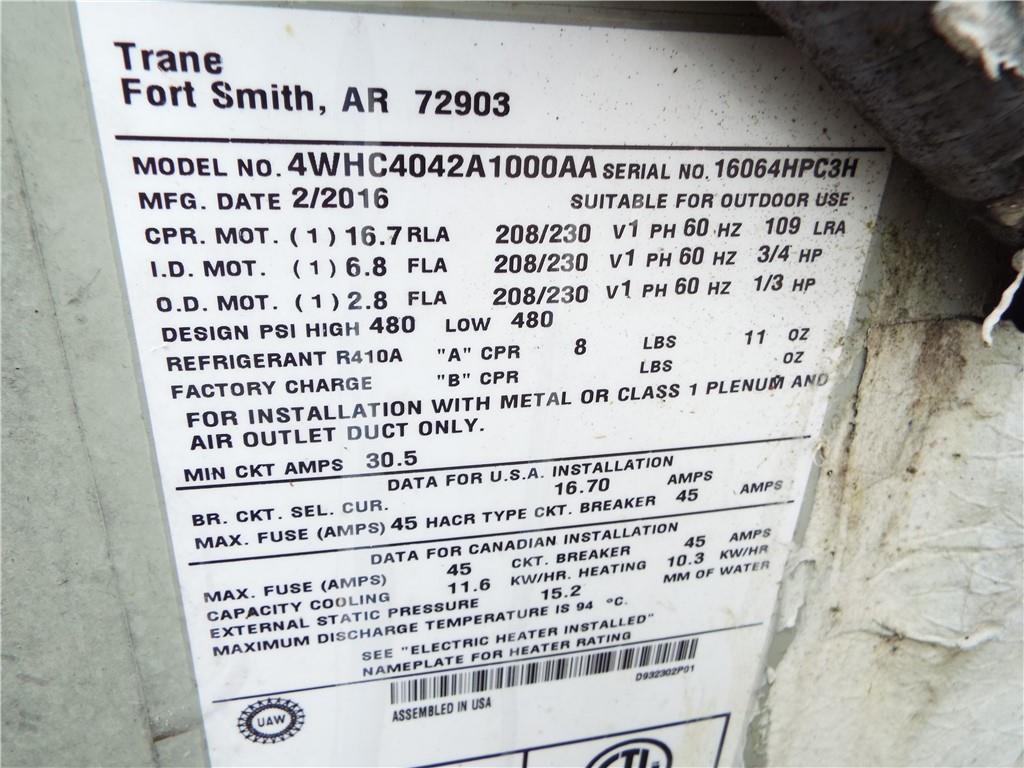 Trane
Fort Smith, AR 72903
MODEL NO. 4WHC4042A1000AA SERIAL NO. 16064HPC3H
MFG. DATE 2/2016 SUITABLE FOR OUTDOOR USE
CPR. MOT. (1) 16.7 RLA 208/230 V1 PH 60 HZ 109 LRA
I.D. MOT. (1) 6.8 FLA 208/230 V1 PH 60 HZ 3/4 HP
O.D. MOT. (1) 2.8 FLA 208/230 V1 PH 60 HZ 1/3 HP
DESIGN PSI HIGH 480 LOW 480
REFRIGERANT R410A "A" CPR 8 LBS 11 OZ
FACTORY CHARGE "B" CPR LBS OZ
FOR INSTALLATION WITH METAL OR CLASS 1 PLENUM AND
AIR OUTLET DUCT ONLY.
MIN CKT AMPS 30.5
DATA FOR U.S.A. INSTALLATION
BR. CKT. SEL. CUR. 16.70 AMPS
MAX. FUSE (AMPS) 45 HACR TYPE CKT. BREAKER 45 AMPS
DATA FOR CANADIAN INSTALLATION
MAX. FUSE (AMPS) 45 CKT. BREAKER 45 AMPS
CAPACITY COOLING 11.6 KW/HR. HEATING 10.3 KW/HR
EXTERNAL STATIC PRESSURE 15.2 MM OF WATER
MAXIMUM DISCHARGE TEMPERATURE IS 94 °C.
SEE "ELECTRIC HEATER INSTALLED"
NAMEPLATE FOR HEATER RATING
D932302P01
ASSEMBLED IN USA
UAW